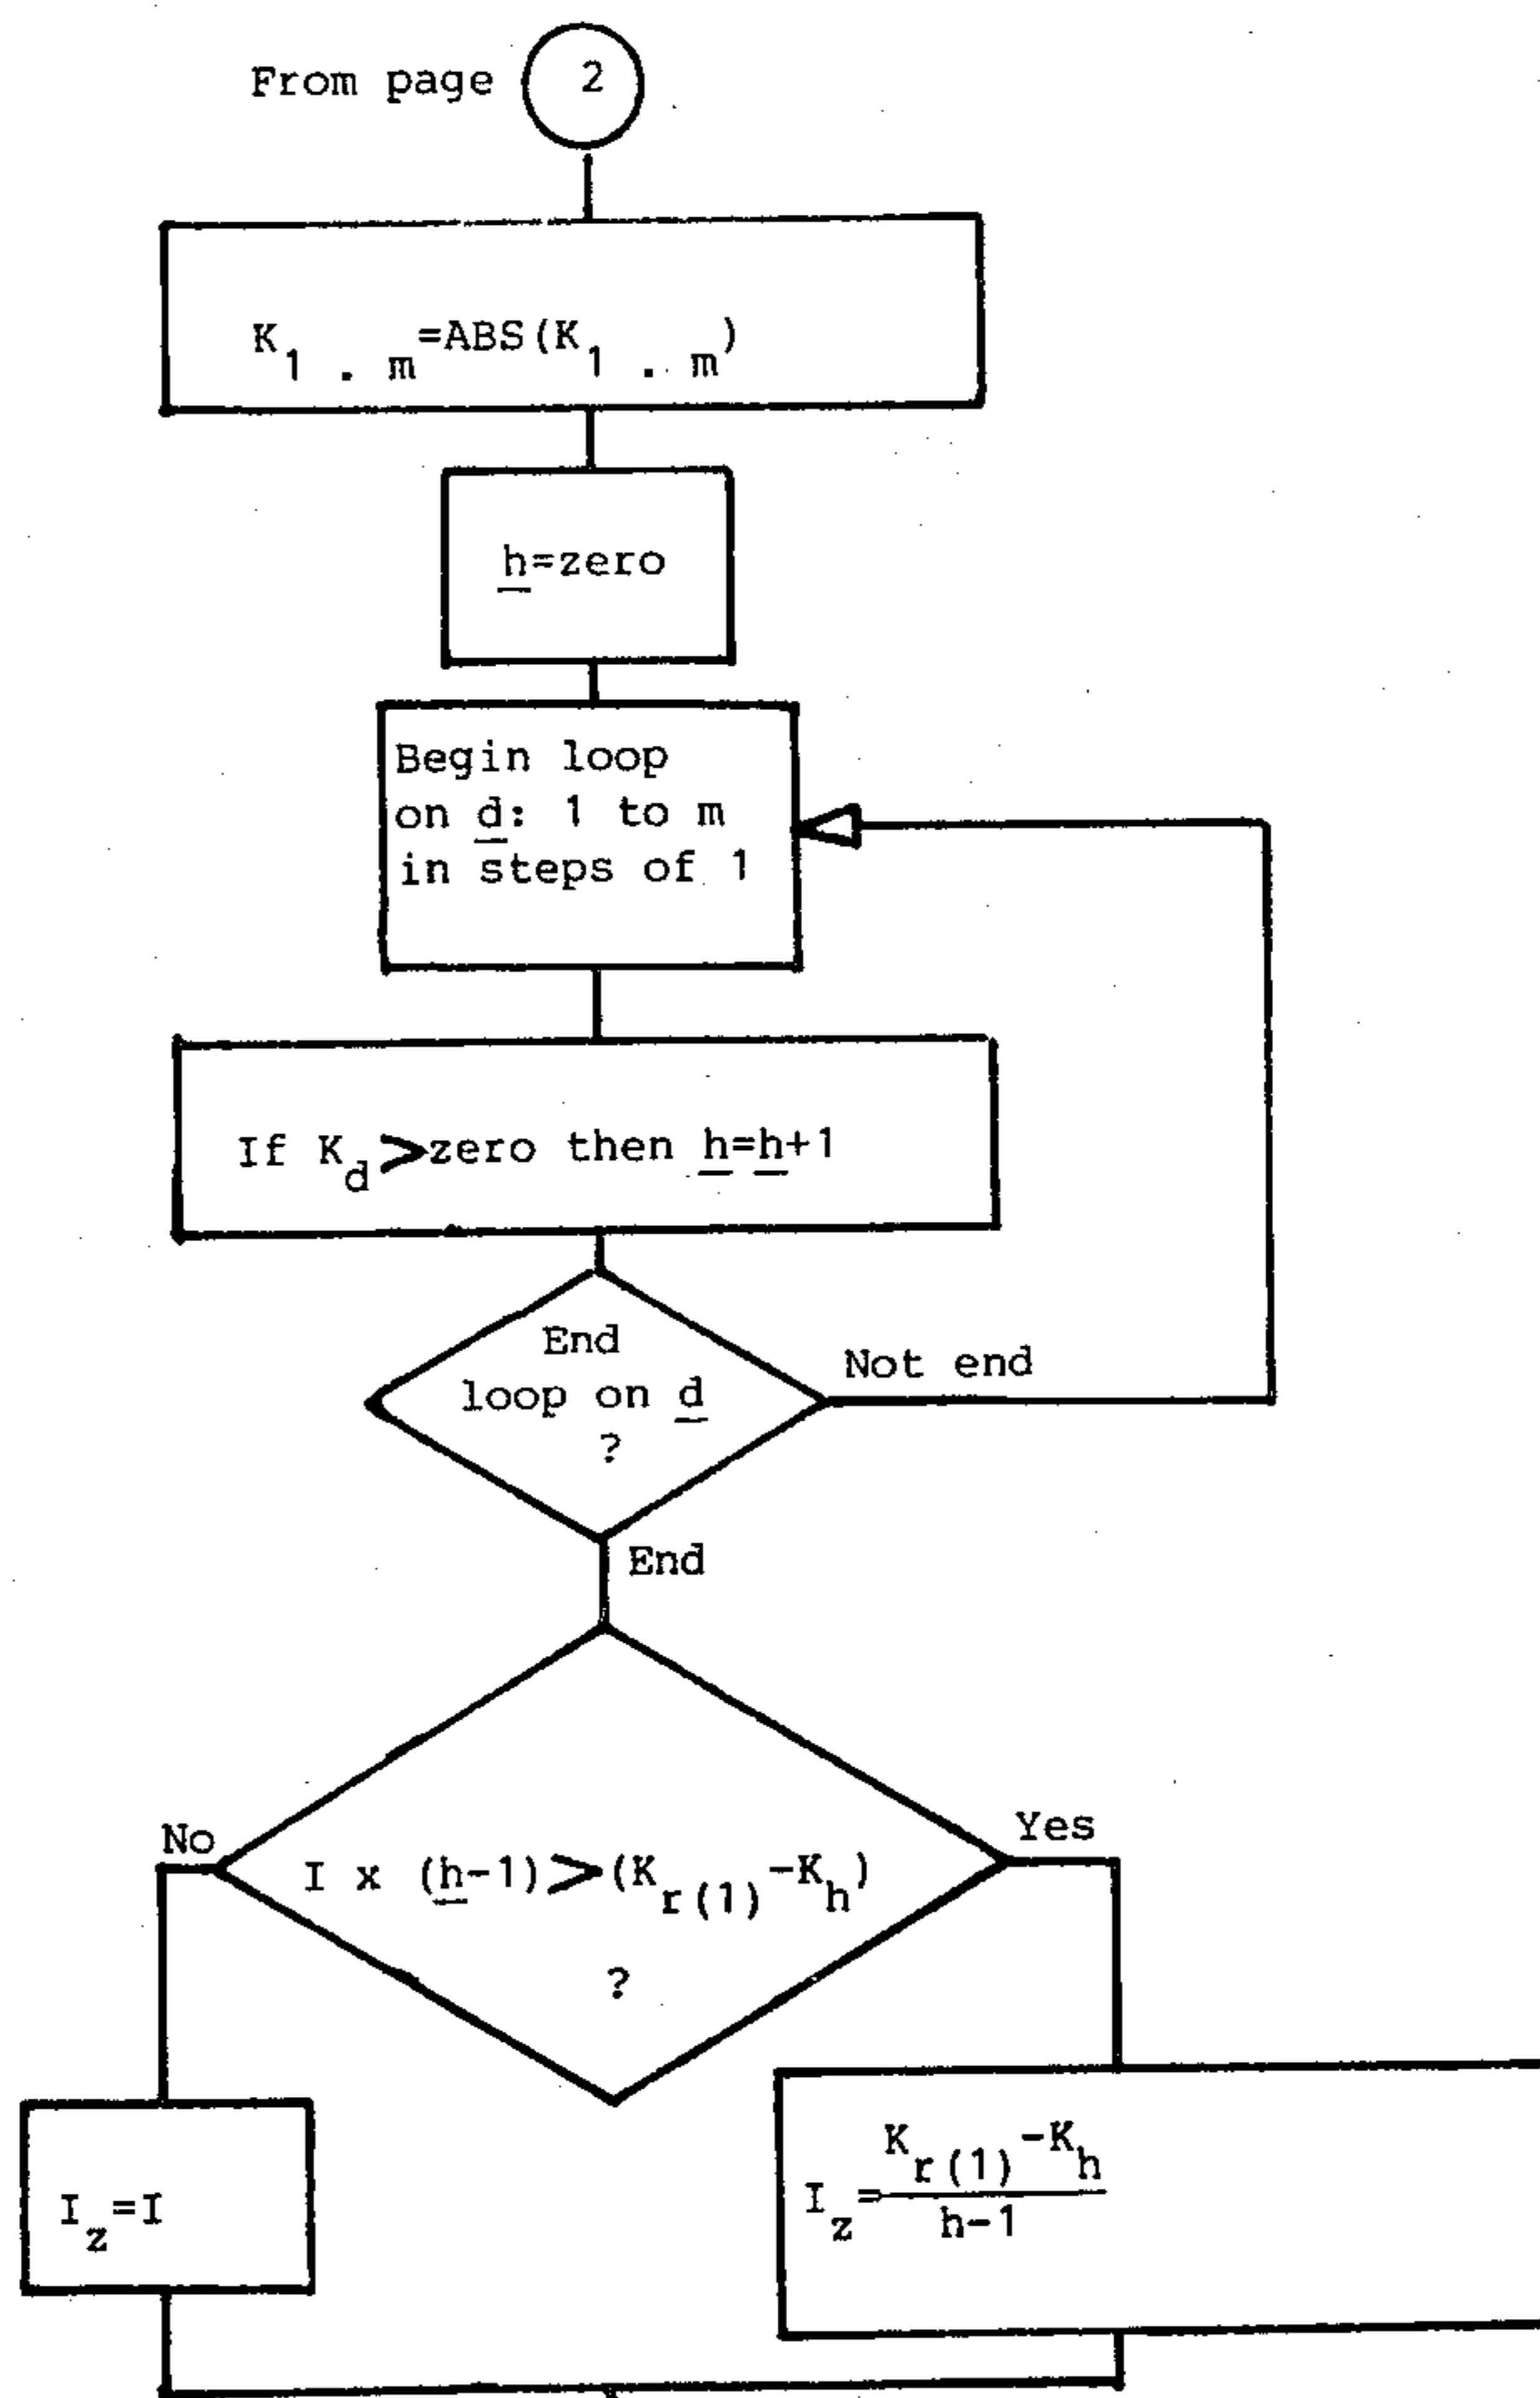 From page 2
K1 . m=ABS(K1 . m)
h=zero
Begin loop
on d: 1 to m
in steps of 1
If Kd>zero then h=h+1
End
loop on d
?
Not end
End
No
Yes
I x (h-1)>(Kr(1)-Kh)
?
Iz=I
Kr(1)-Kh
Iz=
h-1